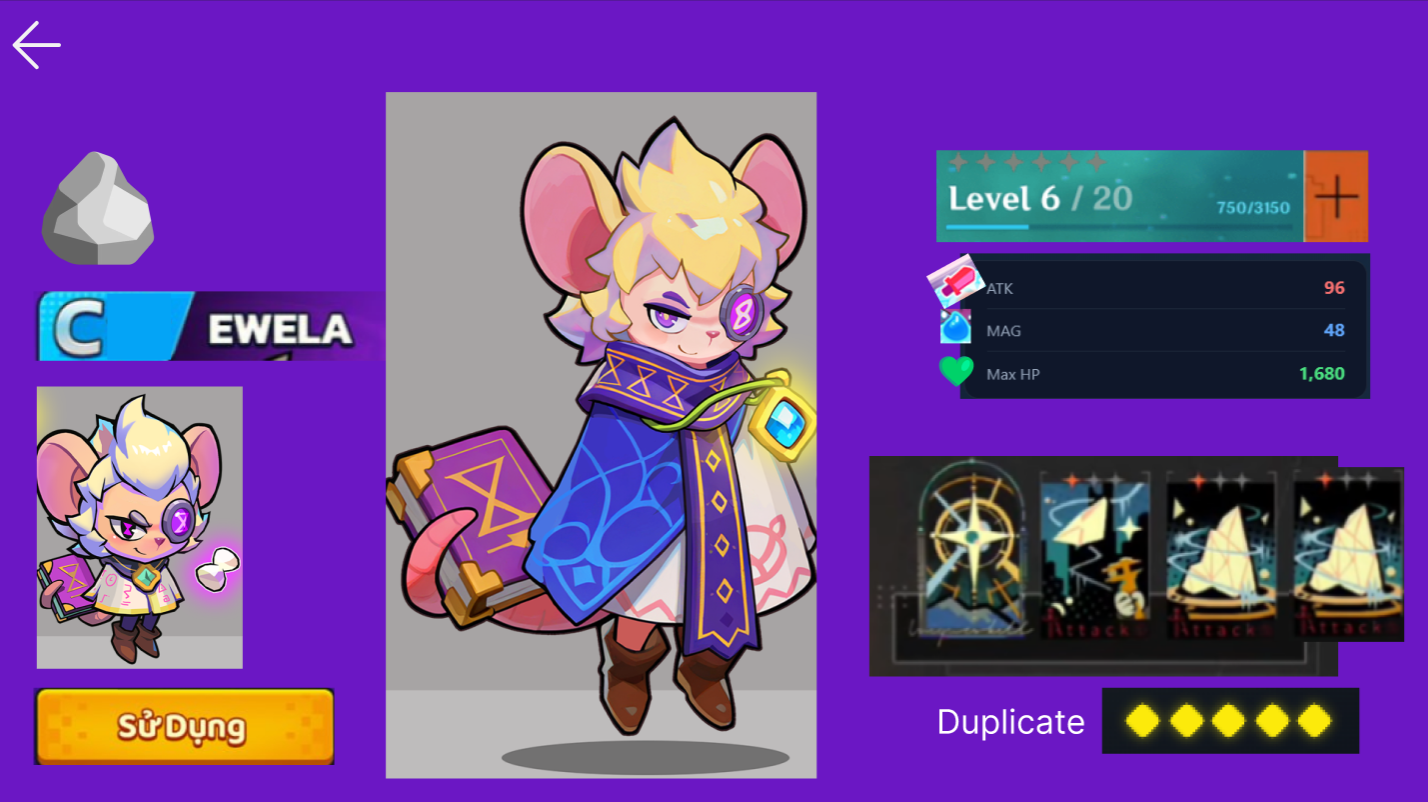 C EWELA
Sử Dụng
Level 6 / 20
750/3150
ATK 96
MAG 48
Max HP 1,680
Attack Attack Attack
Duplicate